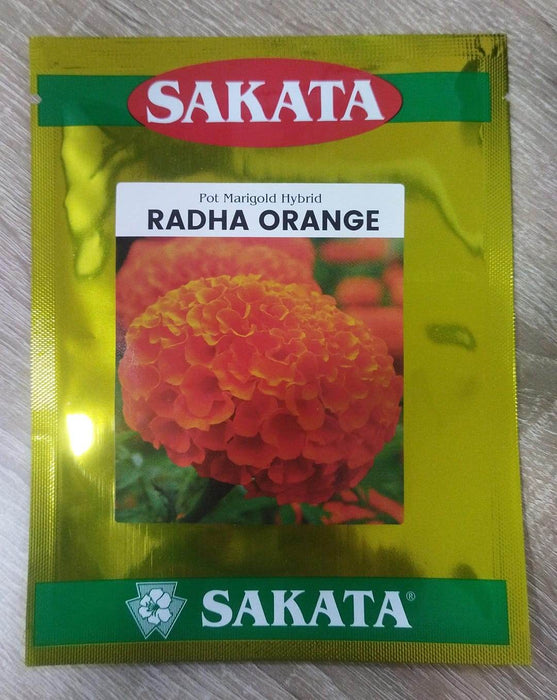 SAKATA
Pot Marigold Hybrid
RADHA ORANGE
SAKATA®